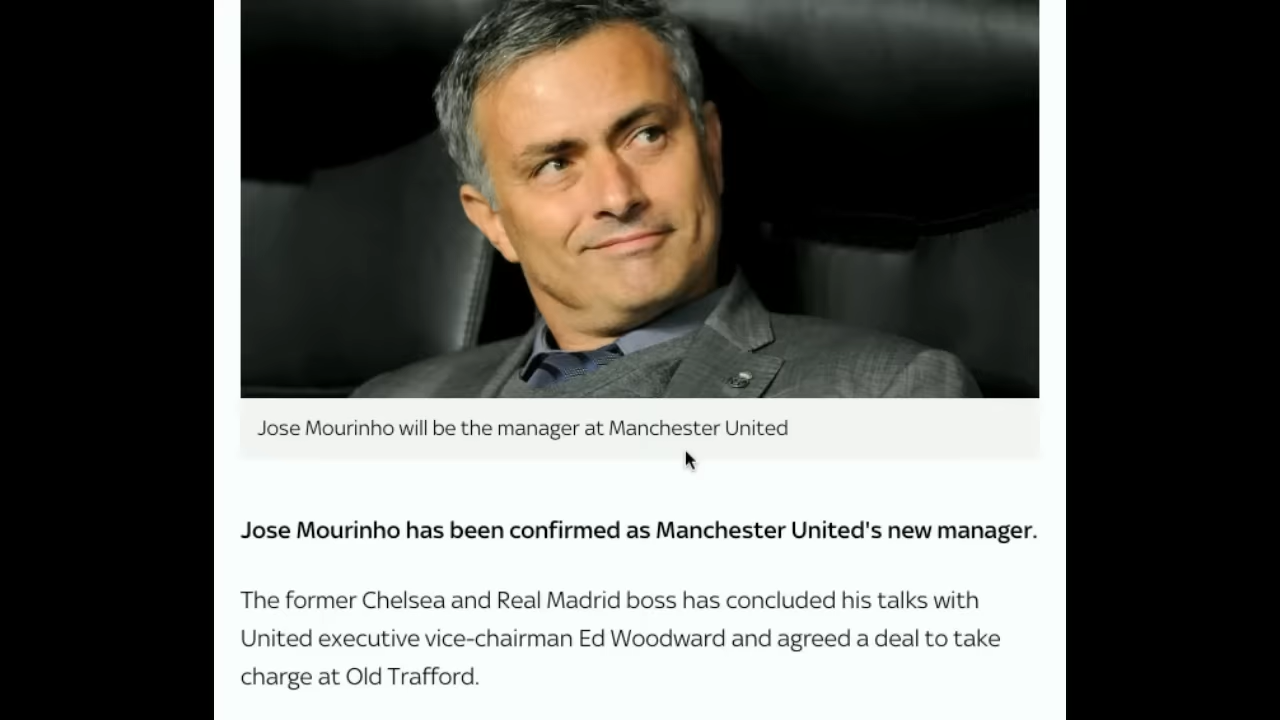 Jose Mourinho will be the manager at Manchester United
Jose Mourinho has been confirmed as Manchester United's new manager.
The former Chelsea and Real Madrid boss has concluded his talks with
United executive vice-chairman Ed Woodward and agreed a deal to take
charge at Old Trafford.